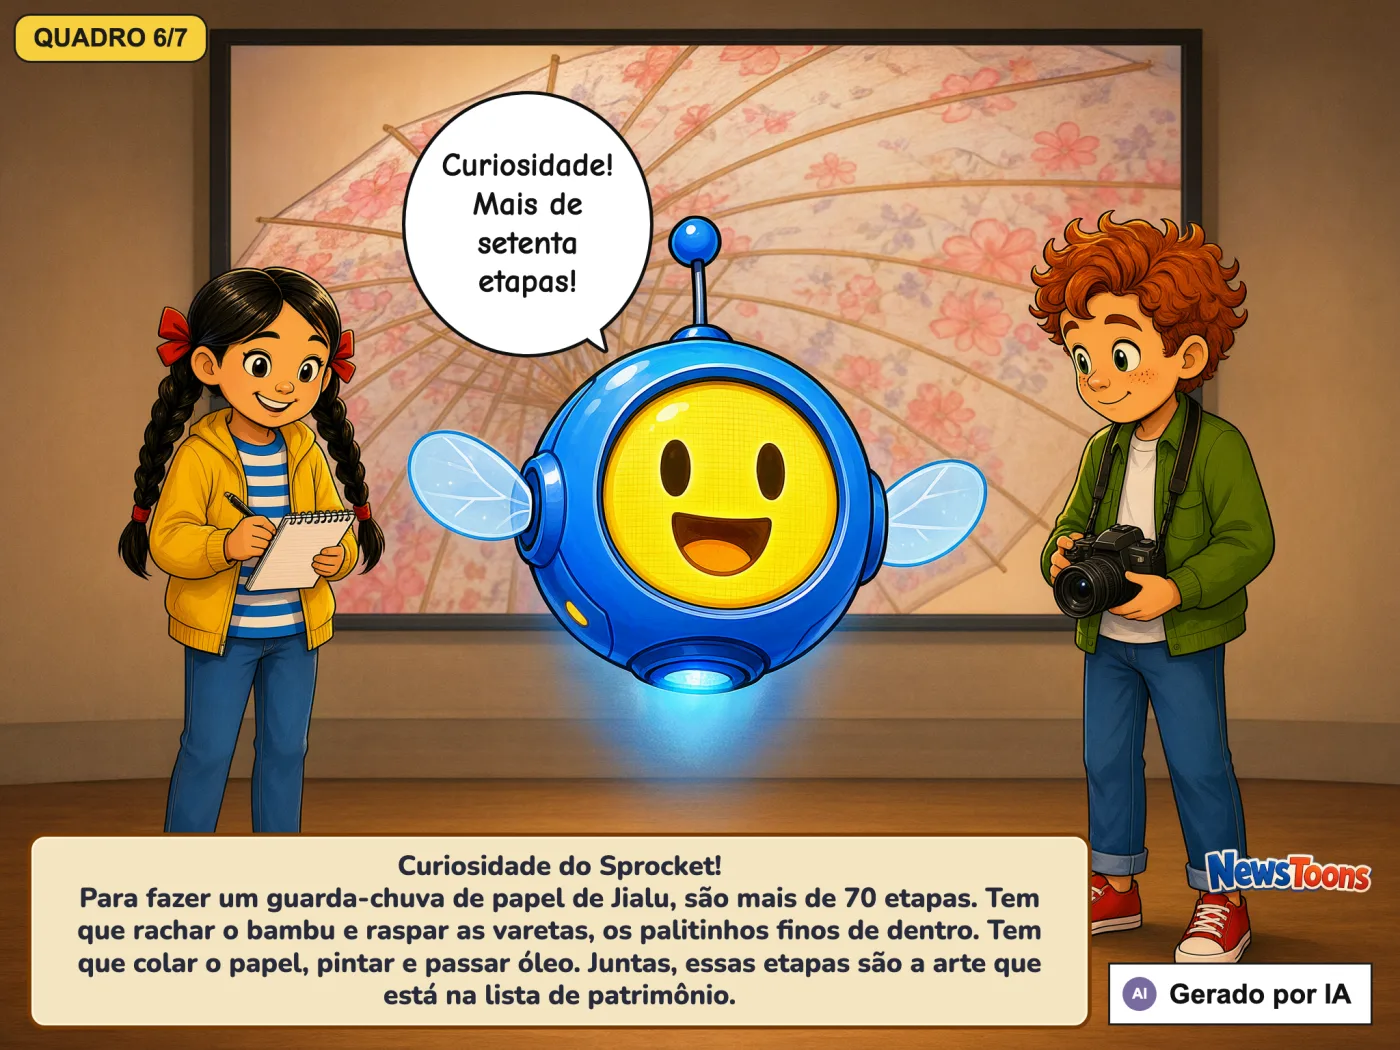 QUADRO 6/7
Curiosidade!
Mais de
setenta
etapas!
Curiosidade do Sprocket!
Para fazer um guarda-chuva de papel de Jialu, são mais de 70 etapas. Tem
que rachar o bambu e raspar as varetas, os palitinhos finos de dentro. Tem
que colar o papel, pintar e passar óleo. Juntas, essas etapas são a arte que
está na lista de patrimônio.
NewsToons
AI Gerado por IA